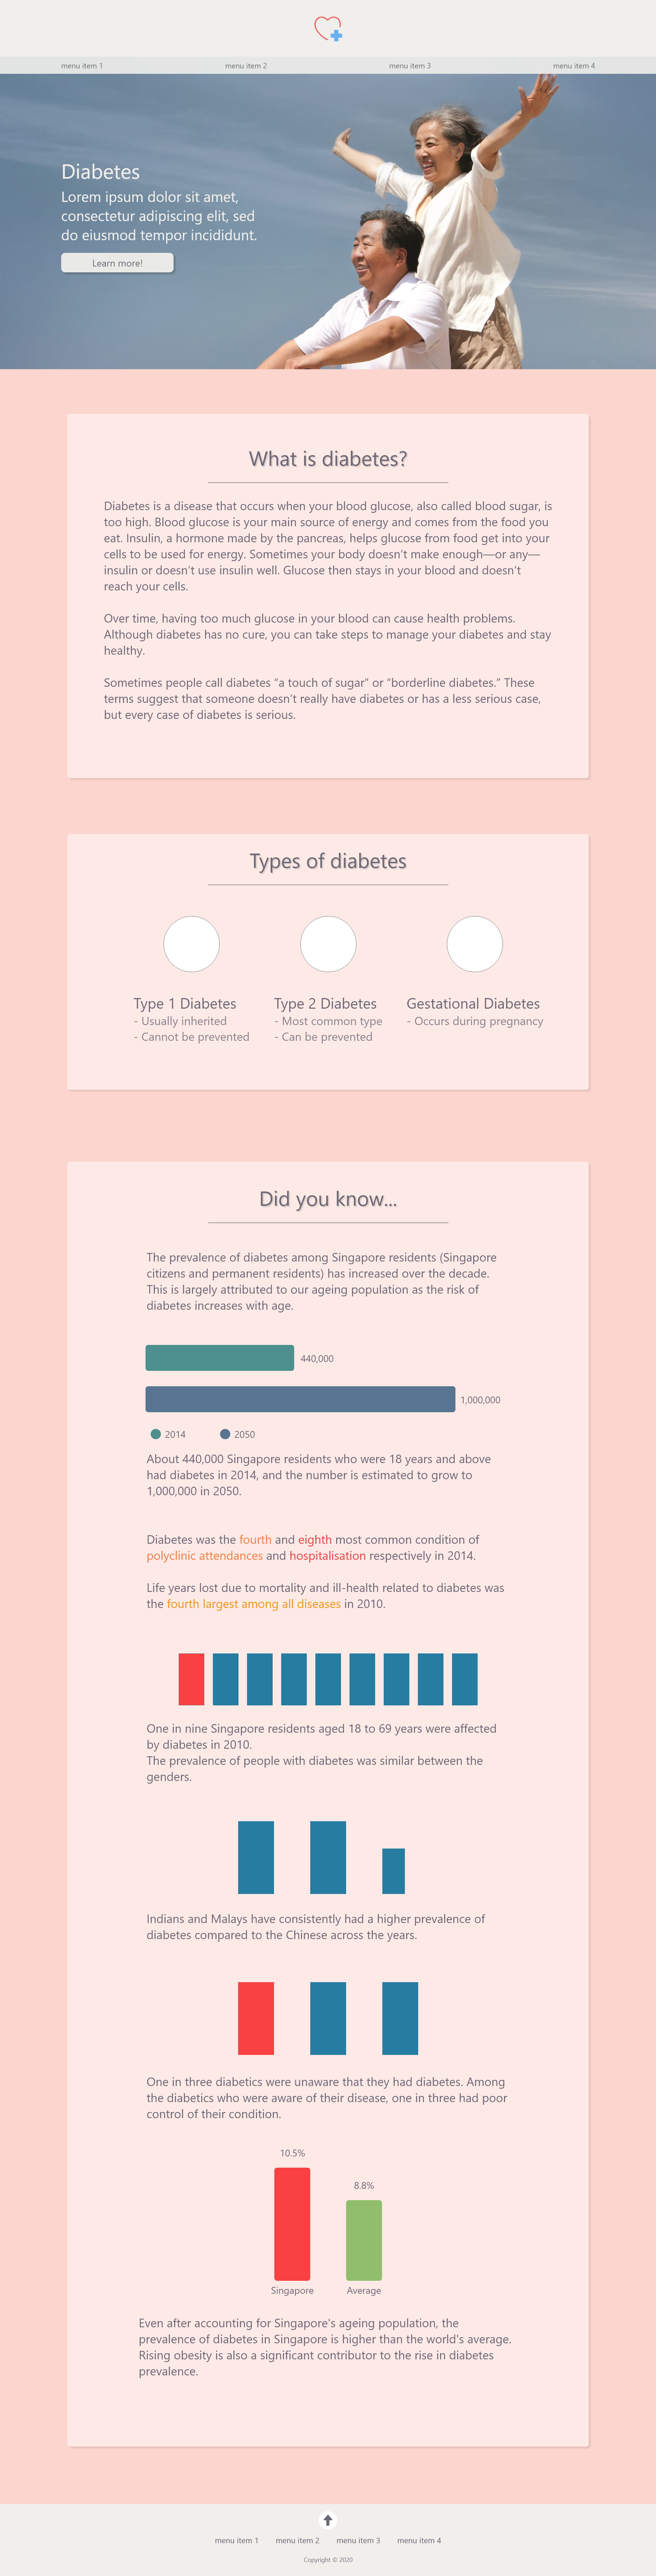 menu item 1
menu item 2
menu item 3
menu item 4
Diabetes
Lorem ipsum dolor sit amet,
consectetur adipiscing elit, sed
do eiusmod tempor incididunt.
Learn more!
What is diabetes?
Diabetes is a disease that occurs when your blood glucose, also called blood sugar, is
too high. Blood glucose is your main source of energy and comes from the food you
eat. Insulin, a hormone made by the pancreas, helps glucose from food get into your
cells to be used for energy. Sometimes your body doesn’t make enough—or any—
insulin or doesn’t use insulin well. Glucose then stays in your blood and doesn’t
reach your cells.
Over time, having too much glucose in your blood can cause health problems.
Although diabetes has no cure, you can take steps to manage your diabetes and stay
healthy.
Sometimes people call diabetes “a touch of sugar” or “borderline diabetes.” These
terms suggest that someone doesn’t really have diabetes or has a less serious case,
but every case of diabetes is serious.
Types of diabetes
Type 1 Diabetes
- Usually inherited
- Cannot be prevented
Type 2 Diabetes
- Most common type
- Can be prevented
Gestational Diabetes
- Occurs during pregnancy
Did you know...
The prevalence of diabetes among Singapore residents (Singapore
citizens and permanent residents) has increased over the decade.
This is largely attributed to our ageing population as the risk of
diabetes increases with age.
440,000
1,000,000
2014
2050
About 440,000 Singapore residents who were 18 years and above
had diabetes in 2014, and the number is estimated to grow to
1,000,000 in 2050.
Diabetes was the fourth and eighth most common condition of
polyclinic attendances and hospitalisation respectively in 2014.
Life years lost due to mortality and ill-health related to diabetes was
the fourth largest among all diseases in 2010.
One in nine Singapore residents aged 18 to 69 years were affected
by diabetes in 2010.
The prevalence of people with diabetes was similar between the
genders.
Indians and Malays have consistently had a higher prevalence of
diabetes compared to the Chinese across the years.
One in three diabetics were unaware that they had diabetes. Among
the diabetics who were aware of their disease, one in three had poor
control of their condition.
10.5%
8.8%
Singapore
Average
Even after accounting for Singapore's ageing population, the
prevalence of diabetes in Singapore is higher than the world's average.
Rising obesity is also a significant contributor to the rise in diabetes
prevalence.
menu item 1
menu item 2
menu item 3
menu item 4
Copyright © 2020